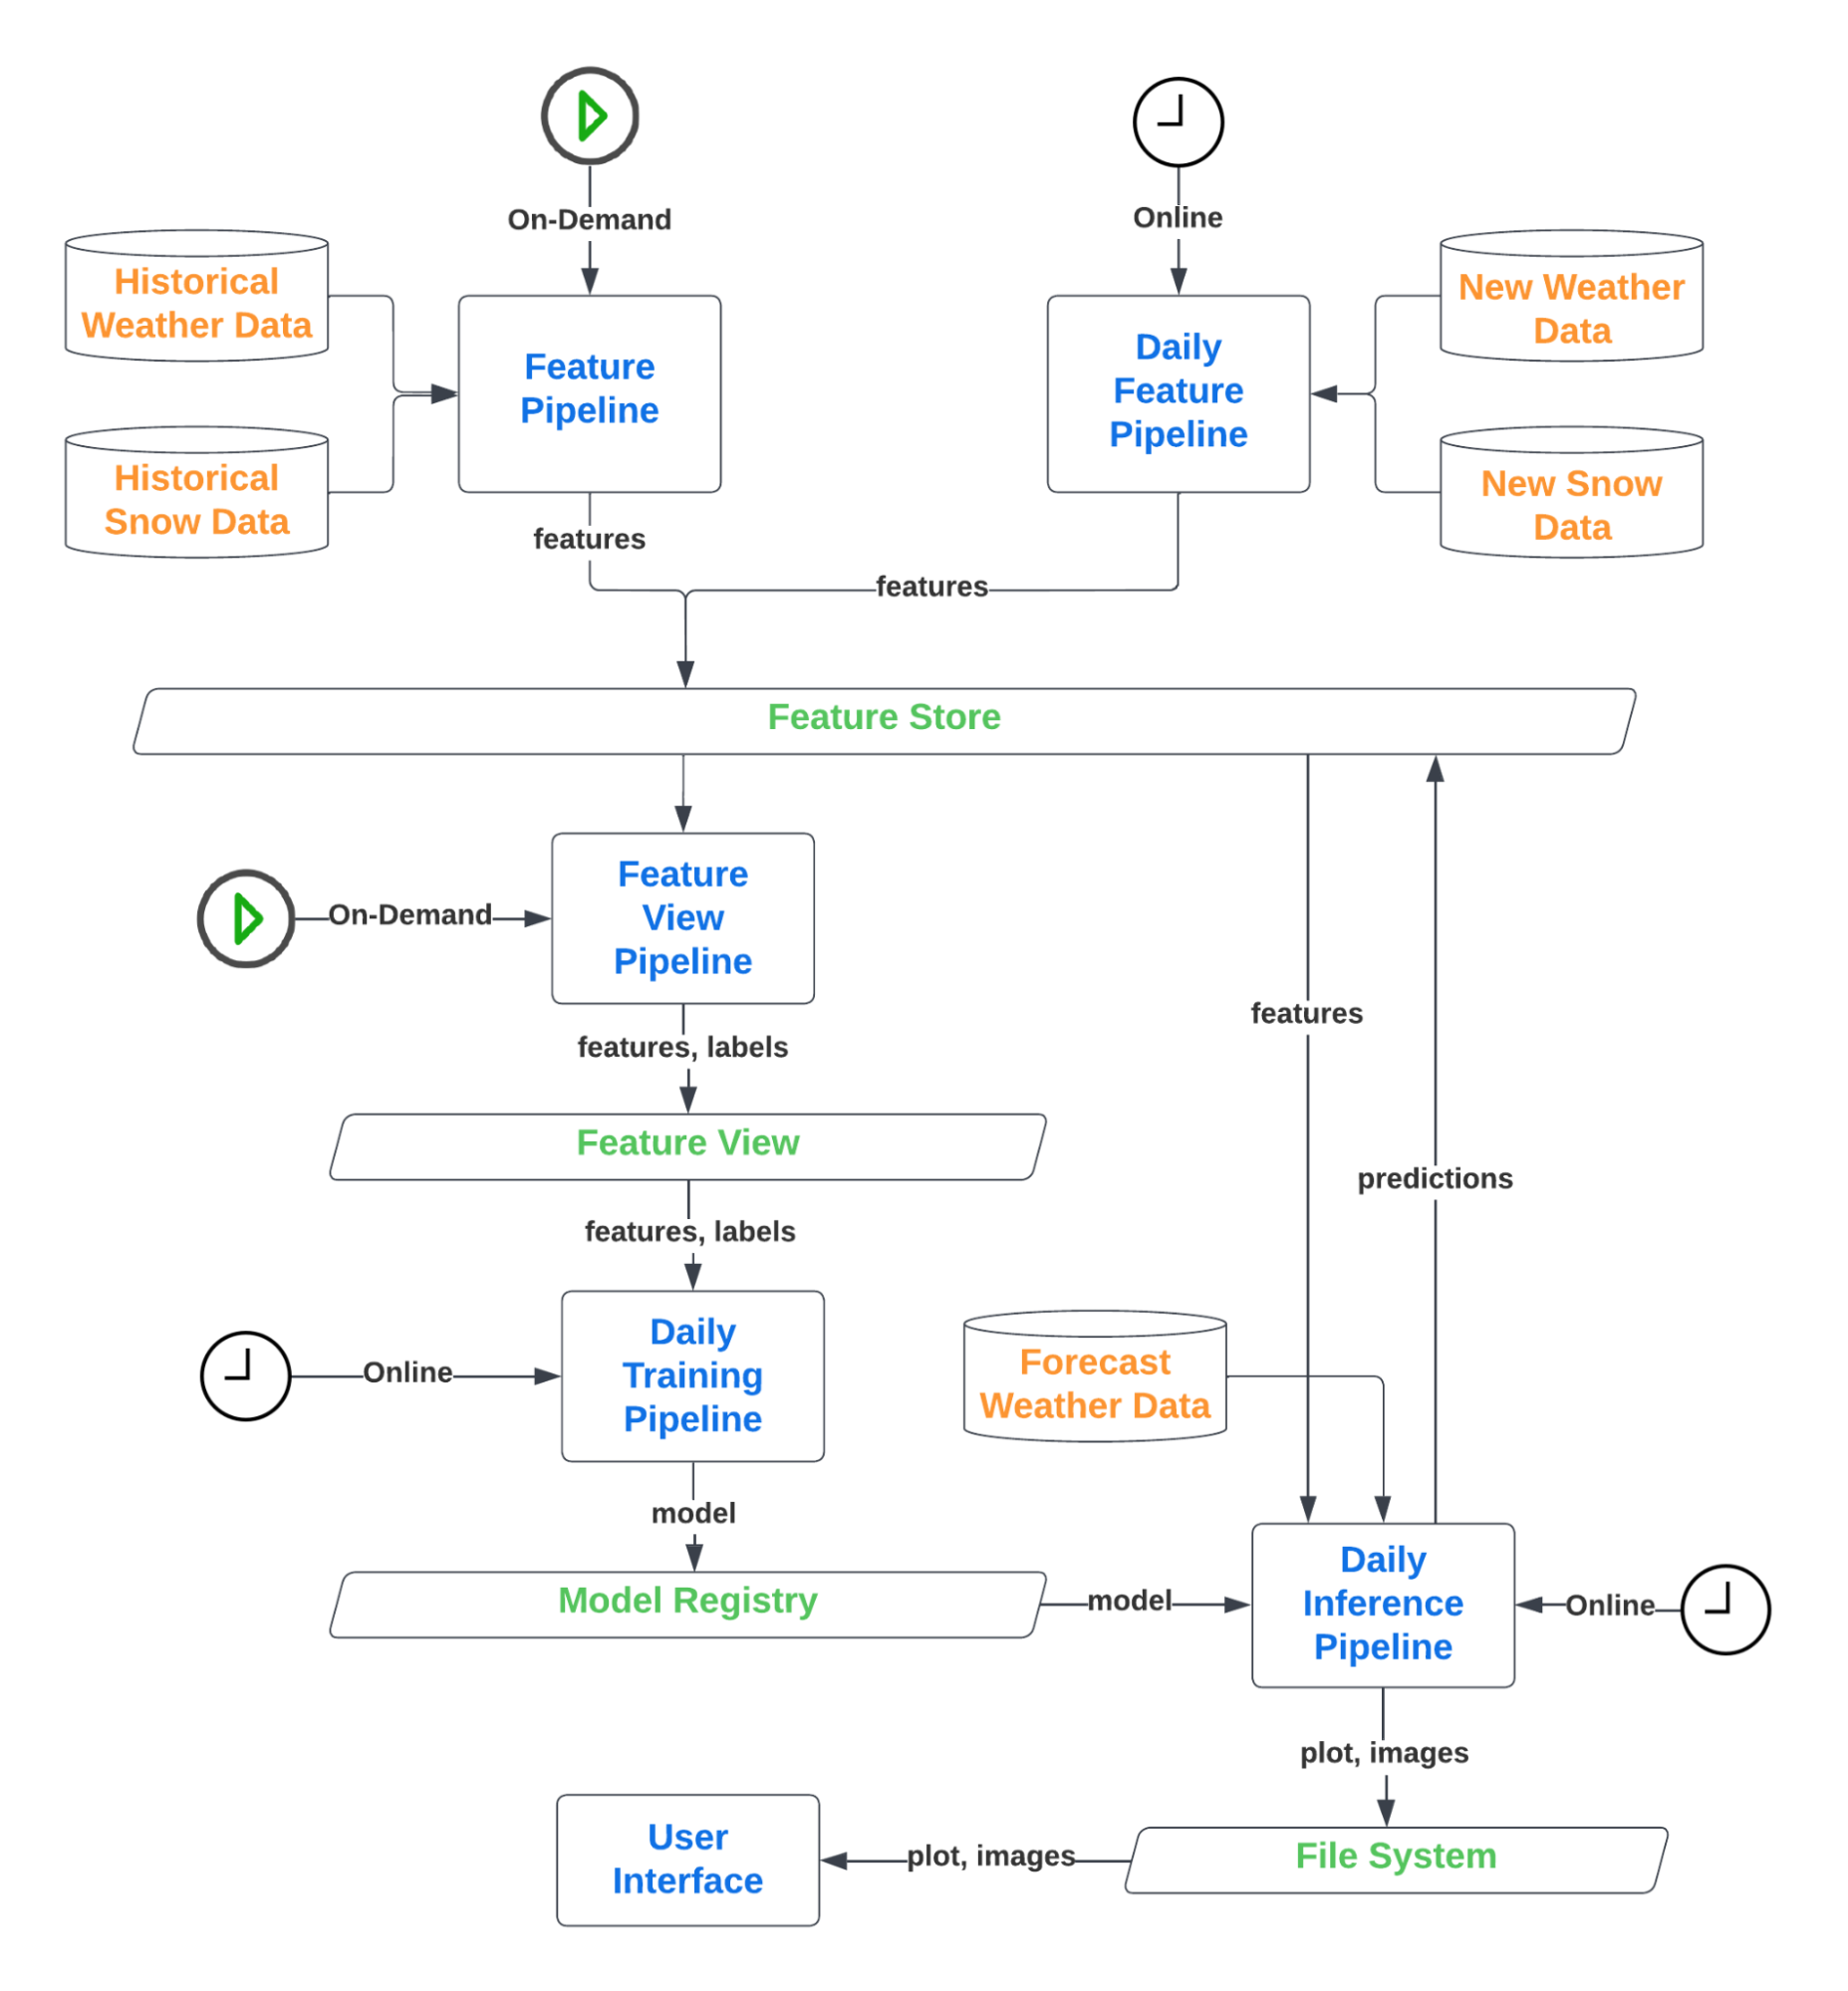 On-Demand
Online
Historical
Weather Data
Feature
Pipeline
Daily
Feature
Pipeline
New Weather
Data
Historical
Snow Data
New Snow
Data
features
features
Feature Store
Feature
View
Pipeline
On-Demand
features
features, labels
Feature View
predictions
features, labels
Daily
Training
Pipeline
Online
Forecast
Weather Data
model
Model Registry
model
Daily
Inference
Pipeline
Online
plot, images
User
Interface
plot, images
File System